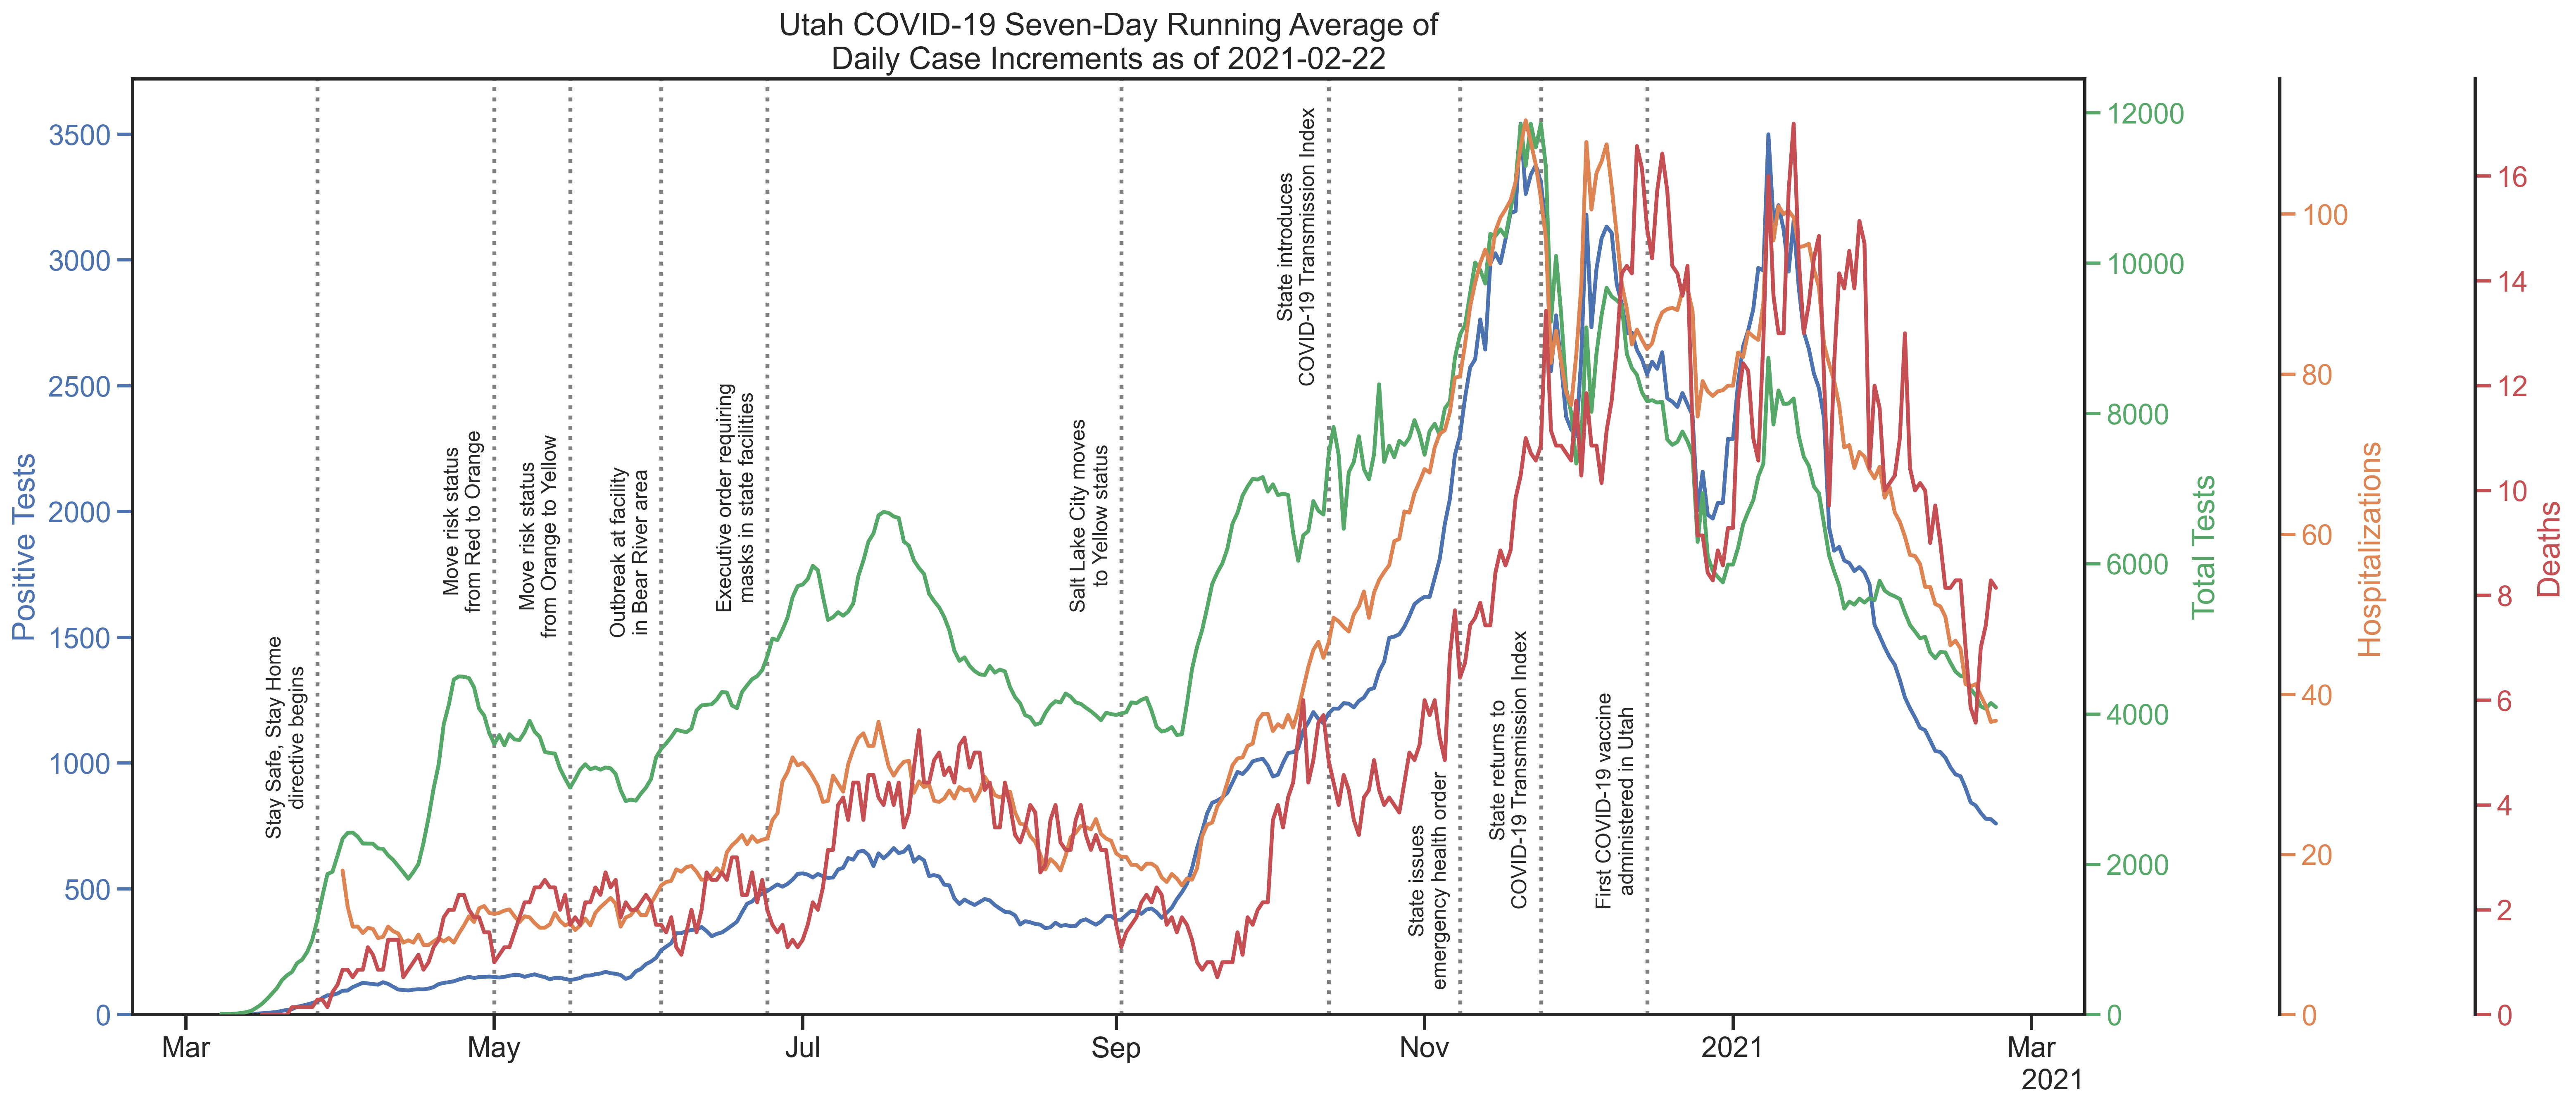 Utah COVID-19 Seven-Day Running Average of
Daily Case Increments as of 2021-02-22
Positive Tests
3500
3000
2500
2000
1500
1000
500
0
Stay Safe, Stay Home
directive begins
Move risk status
from Red to Orange
Move risk status
from Orange to Yellow
Outbreak at facility
in Bear River area
Executive order requiring
masks in state facilities
Salt Lake City moves
to Yellow status
State introduces
COVID-19 Transmission Index
State issues
emergency health order
State returns to
COVID-19 Transmission Index
First COVID-19 vaccine
administered in Utah
12000
10000
8000
6000
4000
2000
0
Total Tests
100
80
60
40
20
0
Hospitalizations
16
14
12
10
8
6
4
2
0
Deaths
Mar
May
Jul
Sep
Nov
2021
Mar
2021